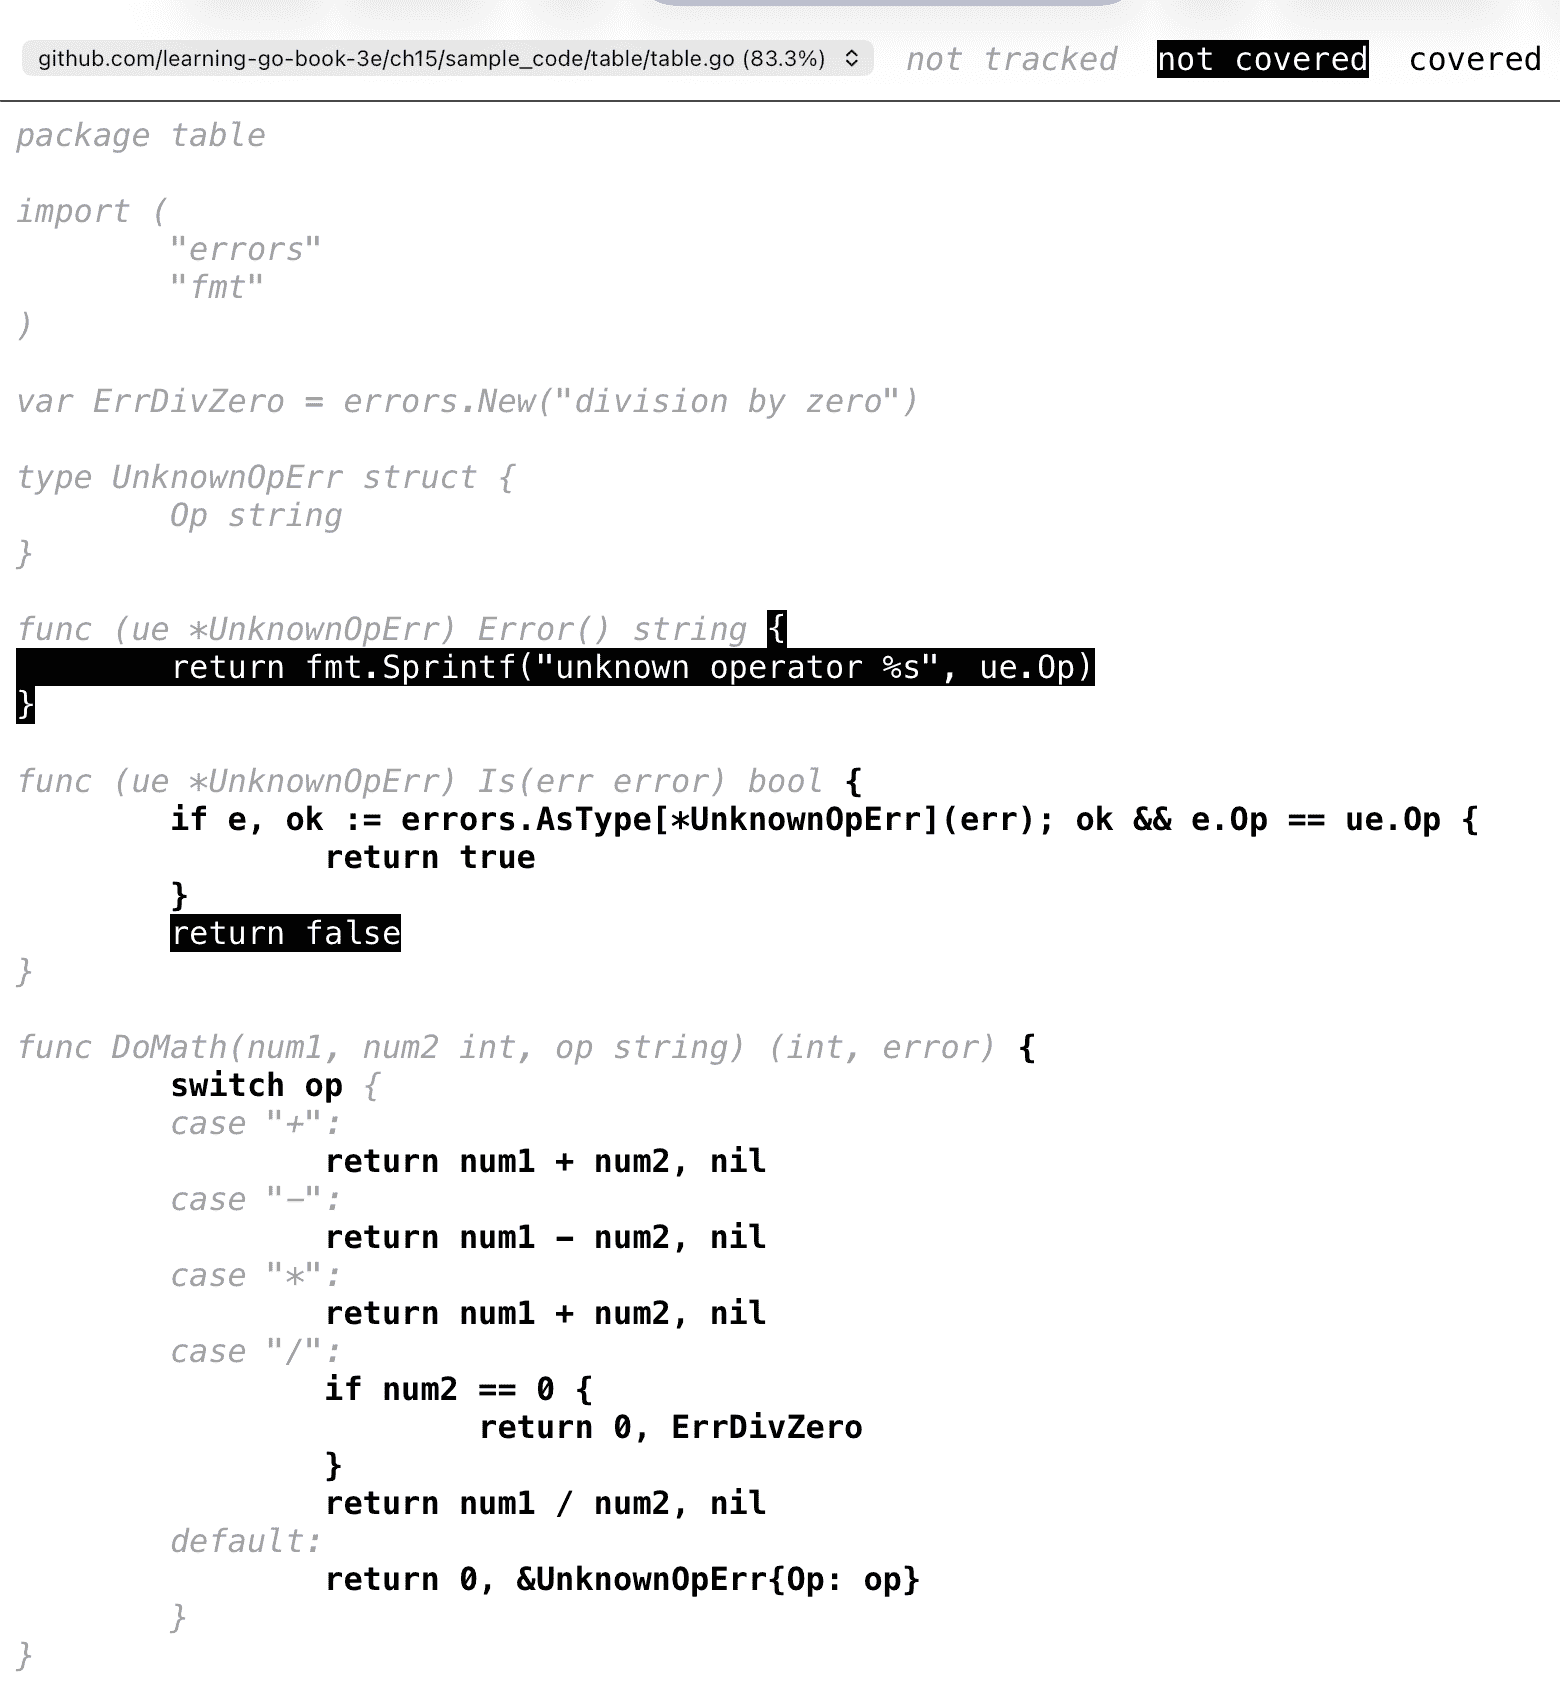 github.com/learning-go-book-3e/ch15/sample_code/table/table.go (83.3%) not tracked not covered covered
package table
import (
"errors"
"fmt"
)
var ErrDivZero = errors.New("division by zero")
type UnknownOpErr struct {
Op string
}
func (ue *UnknownOpErr) Error() string {
return fmt.Sprintf("unknown operator %s", ue.Op)
}
func (ue *UnknownOpErr) Is(err error) bool {
if e, ok := errors.AsType[*UnknownOpErr](err); ok && e.Op == ue.Op {
return true
}
return false
}
func DoMath(num1, num2 int, op string) (int, error) {
switch op {
case "+":
return num1 + num2, nil
case "-":
return num1 - num2, nil
case "*":
return num1 + num2, nil
case "/":
if num2 == 0 {
return 0, ErrDivZero
}
return num1 / num2, nil
default:
return 0, &UnknownOpErr{Op: op}
}
}